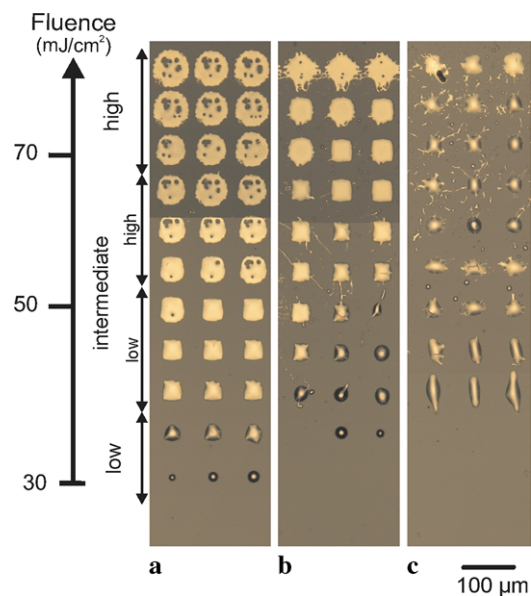 Fluence
(mJ/cm²)
high
70
high
intermediate
50
low
low
30
a
b
c
100 µm